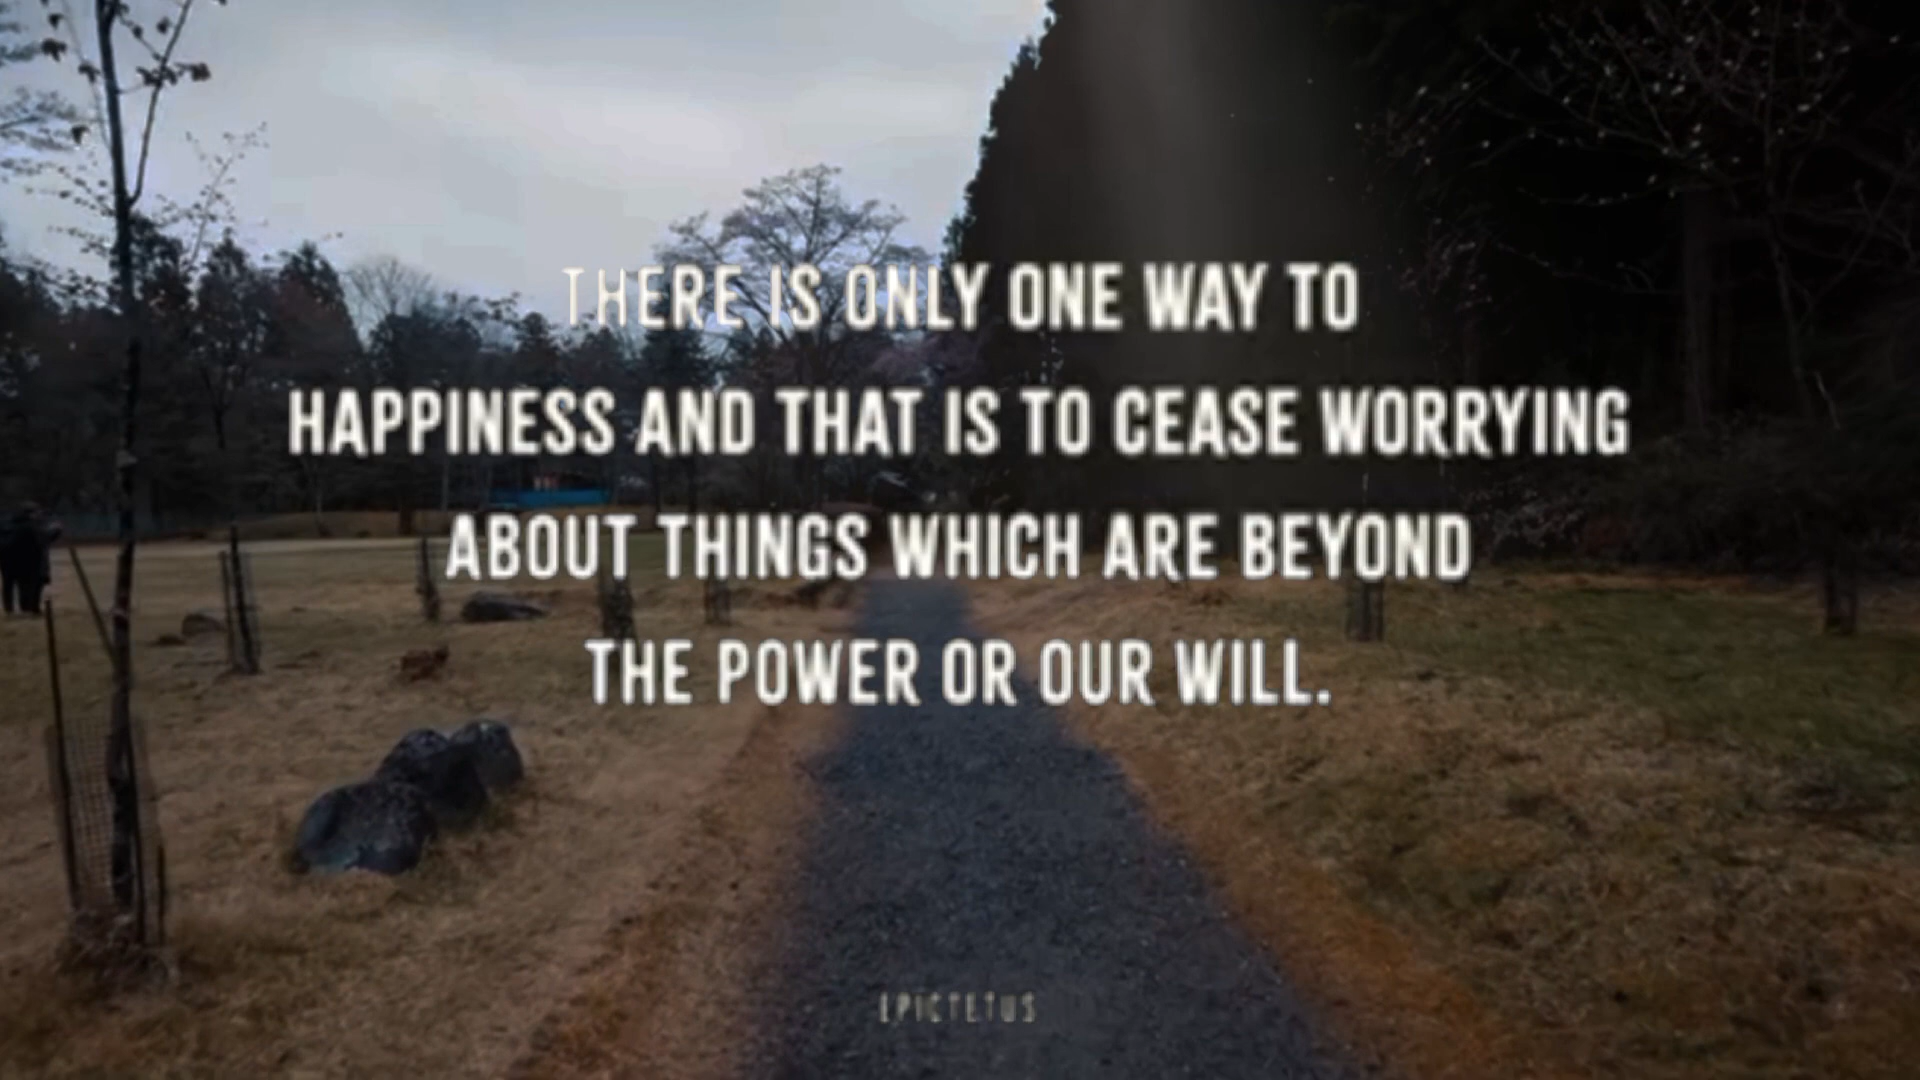 THERE IS ONLY ONE WAY TO
HAPPINESS AND THAT IS TO CEASE WORRYING
ABOUT THINGS WHICH ARE BEYOND
THE POWER OR OUR WILL.
EPICTETUS